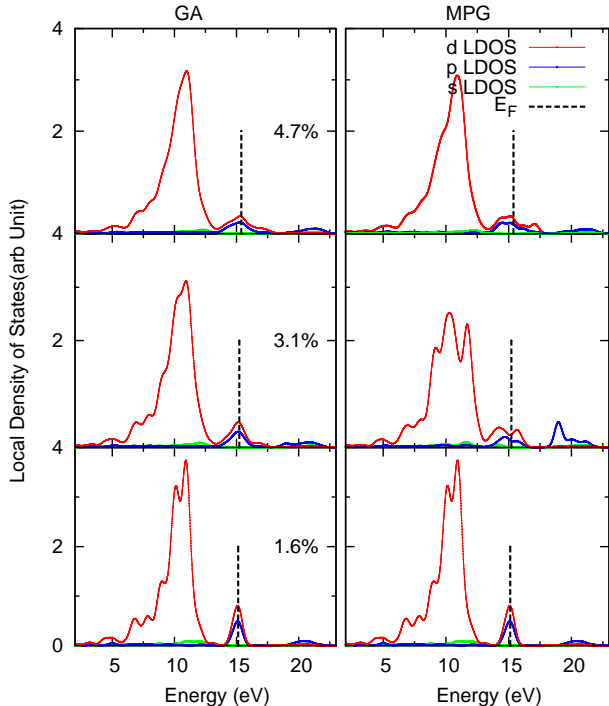 GA
MPG
d LDOS
p LDOS
s LDOS
E_F
Local Density of States(arb Unit)
4
2
4.7%
4
2
3.1%
4
2
1.6%
0
5
10
15
20
5
10
15
20
Energy (eV)
Energy (eV)